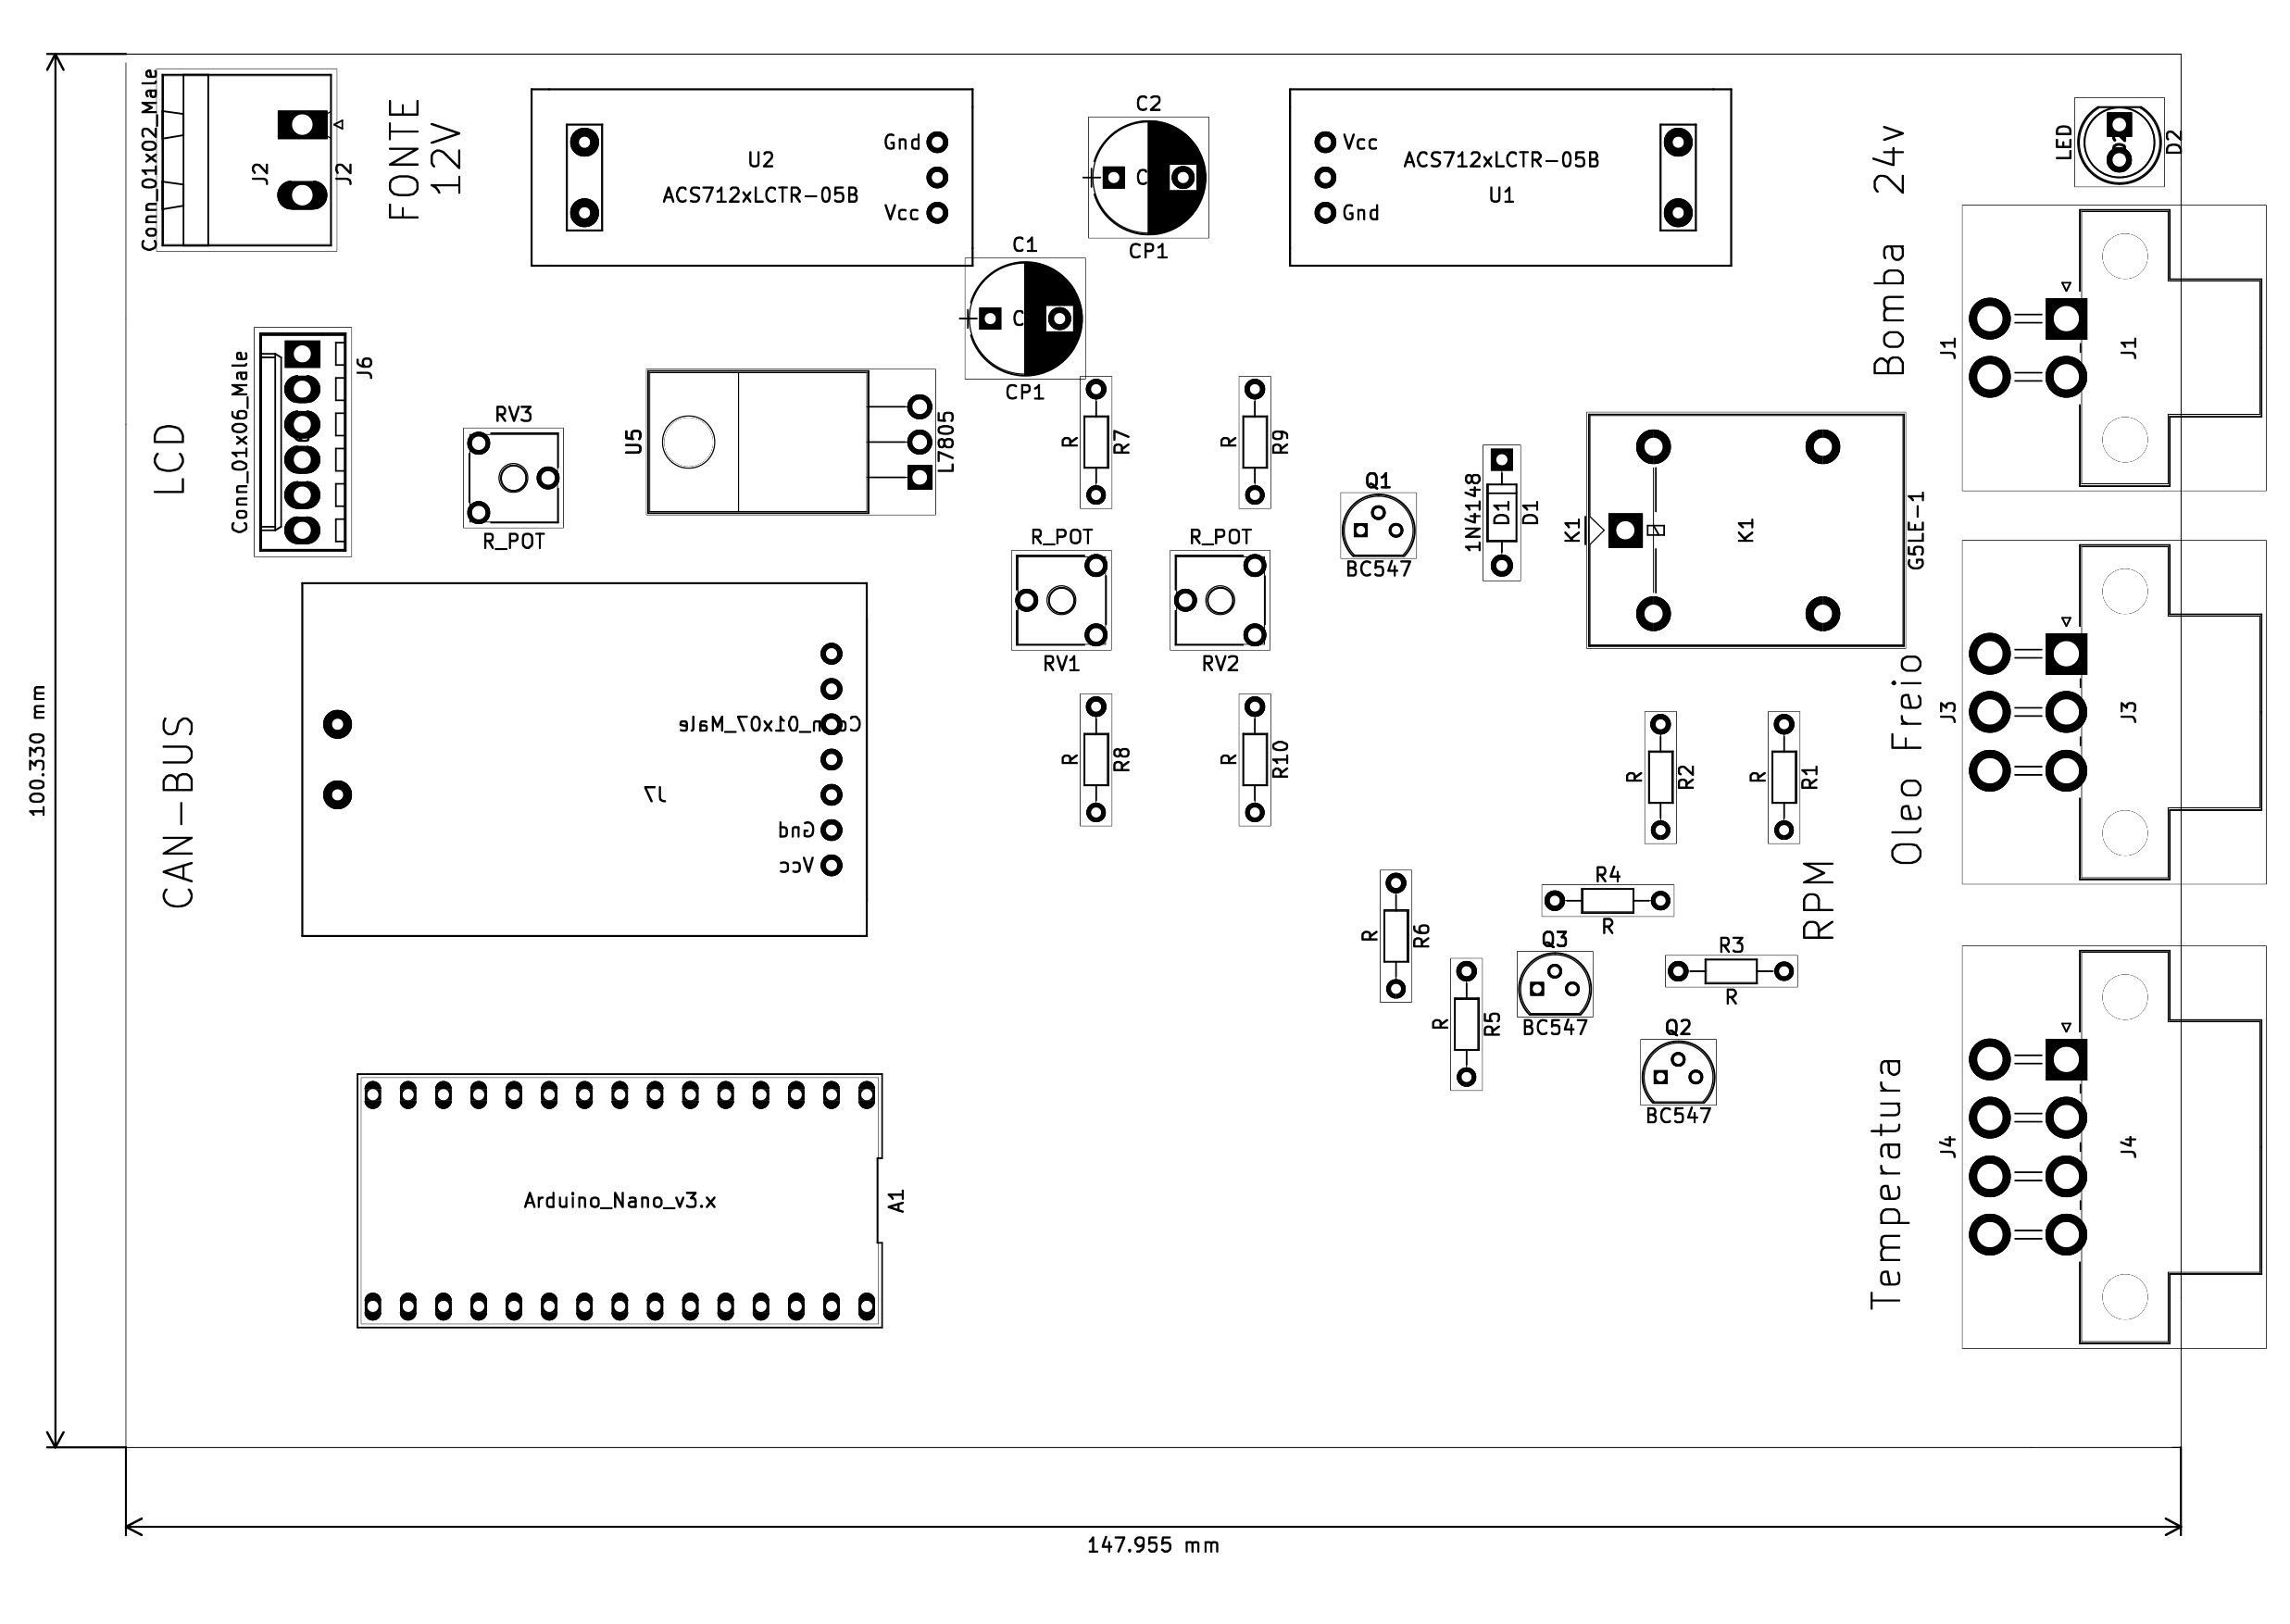 Conn_01x02_Male
J2
J2
FONTE
12V
U2
ACS712xLCTR-05B
Gnd
Vcc
C2
C
CP1
Vcc
Gnd
ACS712xLCTR-05B
U1
Bomba 24v
LED
D2
D2
C1
C
CP1
LCD
Conn_01x06_Male
J6
RV3
R_POT
U5
L7805
R
R7
R
R9
Q1
BC547
1N4148
D1
D1
K1
K1
G5LE-1
J1
J1
R_POT
RV1
R_POT
RV2
CAN-BUS
Conn_01x07_Male
J7
Gnd
Vcc
R
R8
R
R10
R
R2
R
R1
Oleo Freio
J3
J3
R
R6
R4
R
RPM
R3
R
Q3
BC547
R
R5
Q2
BC547
Temperatura
J4
J4
Arduino_Nano_v3.x
A1
100.330 mm
147.955 mm